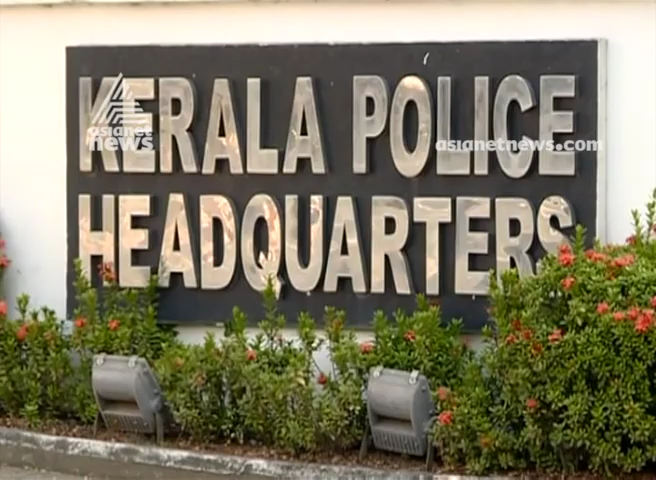 KERALA POLICE
HEADQUARTERS
asianet
news
asianetnews.com